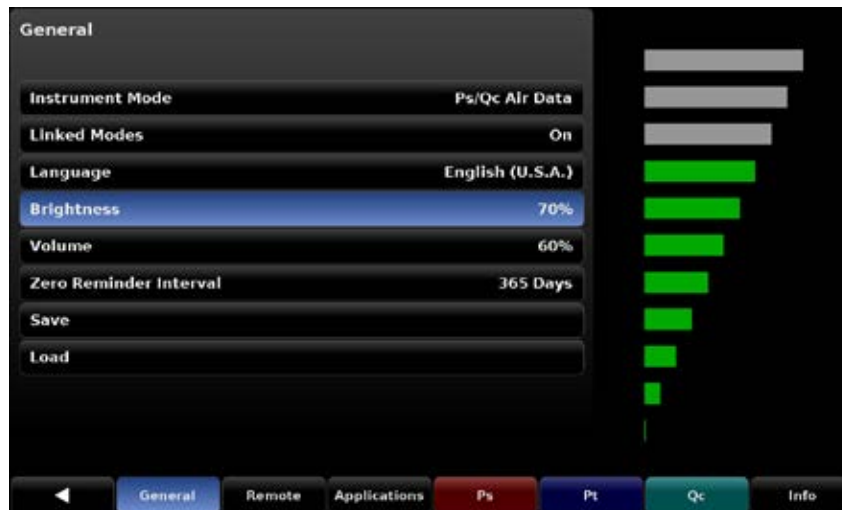 General
Instrument Mode Ps/Qc Air Data
Linked Modes On
Language English (U.S.A.)
Brightness 70%
Volume 60%
Zero Reminder Interval 365 Days
Save
Load
General Remote Applications Ps Pt Qc Info